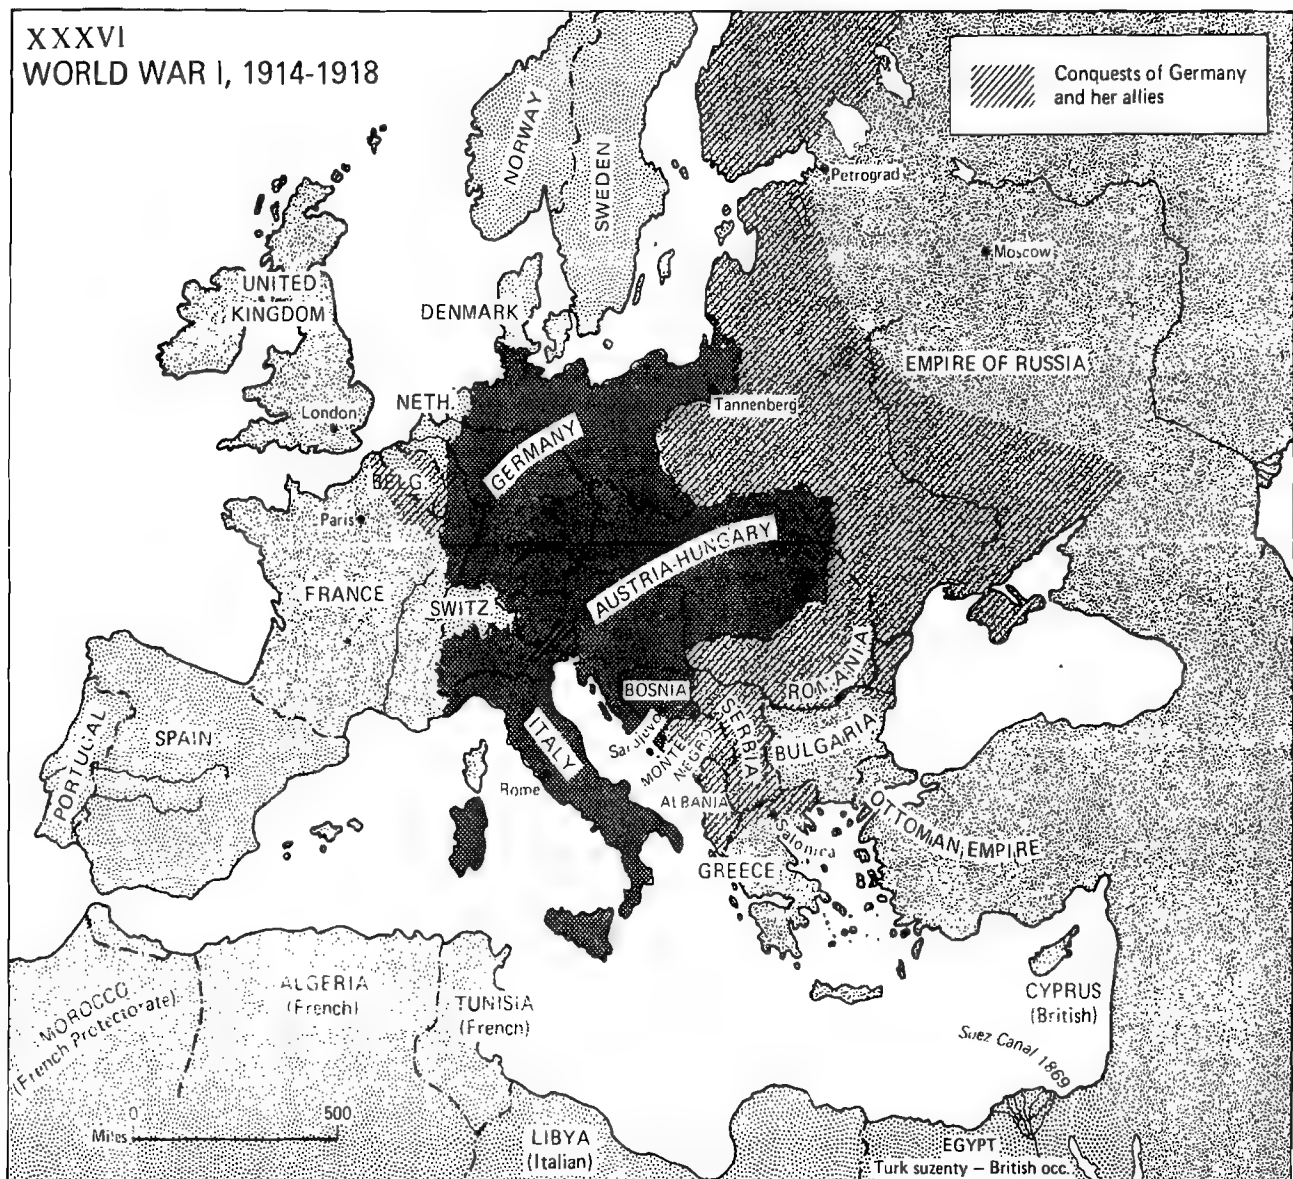 XXXVI
WORLD WAR I, 1914-1918
Conquests of Germany
and her allies
NORWAY
SWEDEN
Petrograd
Moscow
UNITED
KINGDOM
DENMARK
EMPIRE OF RUSSIA
NETH.
London
Tannenberg
GERMANY
BELG.
Paris
AUSTRIA-HUNGARY
FRANCE
SWITZ.
BOSNIA
ROMANIA
SPAIN
PORTUGAL
ITALY
Sarajevo
SERBIA
BULGARIA
MONTE
NEGRO
Rome
ALBANIA
OTTOMAN EMPIRE
Salonica
GREECE
ALGERIA
(French)
TUNISIA
(French)
CYPRUS
(British)
MOROCCO
(French Protectorate)
Suez Canal 1869
0 500
Miles
LIBYA
(Italian)
EGYPT
Turk suzenty – British occ.